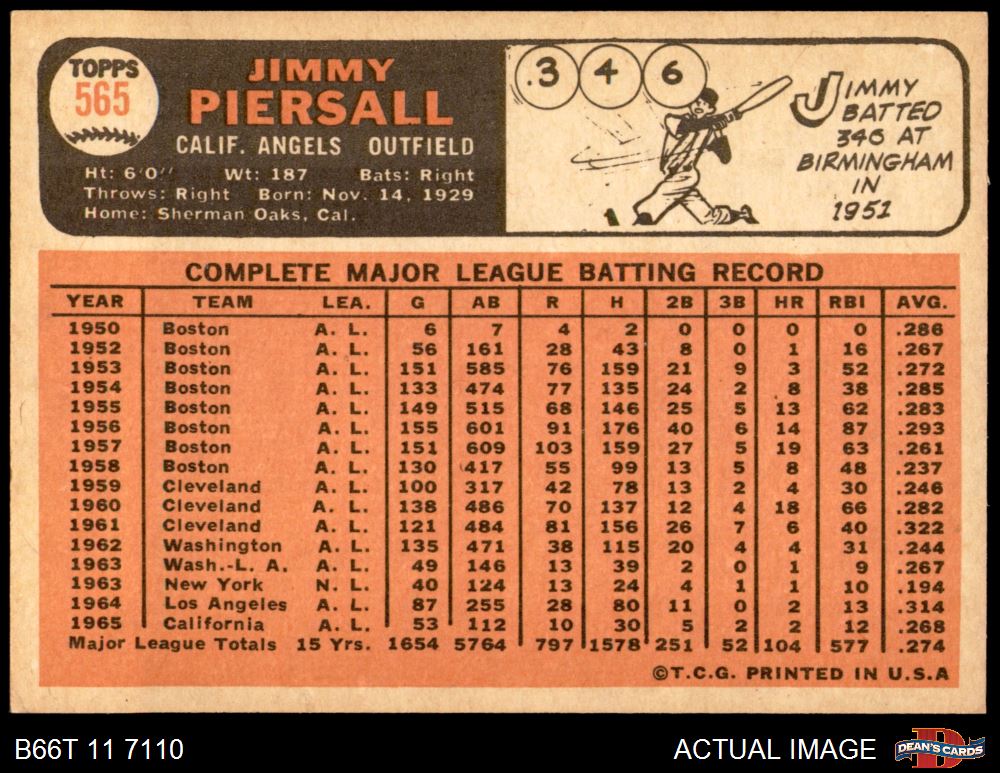 TOPPS
565
JIMMY
PIERSALL
CALIF. ANGELS OUTFIELD
Ht: 6'0" Wt: 187 Bats: Right
Throws: Right Born: Nov. 14, 1929
Home: Sherman Oaks, Cal.
.3 4 6
JIMMY
BATTED
346 AT
BIRMINGHAM
IN
1951
COMPLETE MAJOR LEAGUE BATTING RECORD
YEAR TEAM LEA. G AB R H 2B 3B HR RBI AVG.
1950 Boston A. L. 6 7 4 2 0 0 0 0 .286
1952 Boston A. L. 56 161 28 43 8 0 1 16 .267
1953 Boston A. L. 151 585 76 159 21 9 3 52 .272
1954 Boston A. L. 133 474 77 135 24 2 8 38 .285
1955 Boston A. L. 149 515 68 146 25 5 13 62 .283
1956 Boston A. L. 155 601 91 176 40 6 14 87 .293
1957 Boston A. L. 151 609 103 159 27 5 19 63 .261
1958 Boston A. L. 130 417 55 99 13 5 8 48 .237
1959 Cleveland A. L. 100 317 42 78 13 2 4 30 .246
1960 Cleveland A. L. 138 486 70 137 12 4 18 66 .282
1961 Cleveland A. L. 121 484 81 156 26 7 6 40 .322
1962 Washington A. L. 135 471 38 115 20 4 4 31 .244
1963 Wash.-L. A. A. L. 49 146 13 39 2 0 1 9 .267
1963 New York N. L. 40 124 13 24 4 1 1 10 .194
1964 Los Angeles A. L. 87 255 28 80 11 0 2 13 .314
1965 California A. L. 53 112 10 30 5 2 2 12 .268
Major League Totals 15 Yrs. 1654 5764 797 1578 251 52 104 577 .274
©T.C.G. PRINTED IN U.S.A
B66T 11 7110 ACTUAL IMAGE DEAN'S CARDS